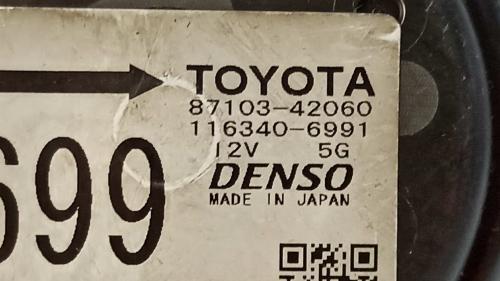 TOYOTA
87103-42060
116340-6991
12V 5G
DENSO
MADE IN JAPAN
699